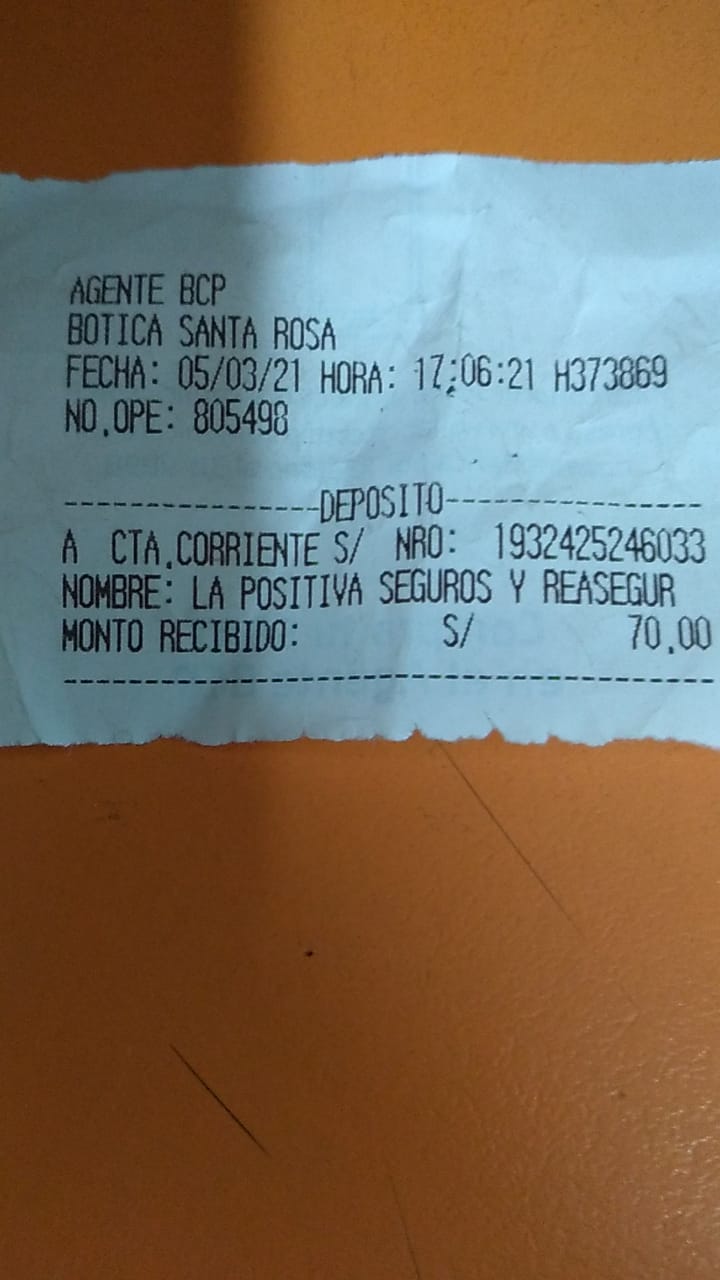 AGENTE BCP
BOTICA SANTA ROSA
FECHA: 05/03/21 HORA: 17:06:21 H373869
NO.OPE: 805498
----------------DEPOSITO----------------
A CTA.CORRIENTE S/ NRO: 1932425246033
NOMBRE: LA POSITIVA SEGUROS Y REASEGUR
MONTO RECIBIDO: S/ 70.00
----------------------------------------